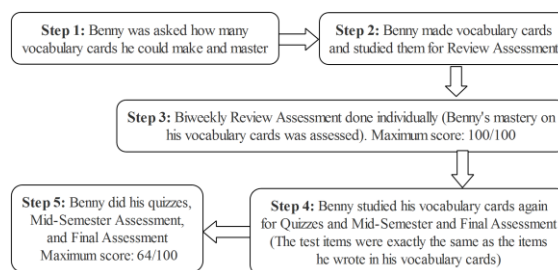 Step 1: Benny was asked how many
vocabulary cards he could make and master
Step 2: Benny made vocabulary cards
and studied them for Review Assessment
Step 3: Biweekly Review Assessment done individually (Benny's mastery on
his vocabulary cards was assessed). Maximum score: 100/100
Step 4: Benny studied his vocabulary cards again
for Quizzes and Mid-Semester and Final Assessment
(The test items were exactly the same as the items
he wrote in his vocabulary cards)
Step 5: Benny did his quizzes,
Mid-Semester Assessment,
and Final Assessment
Maximum score: 64/100